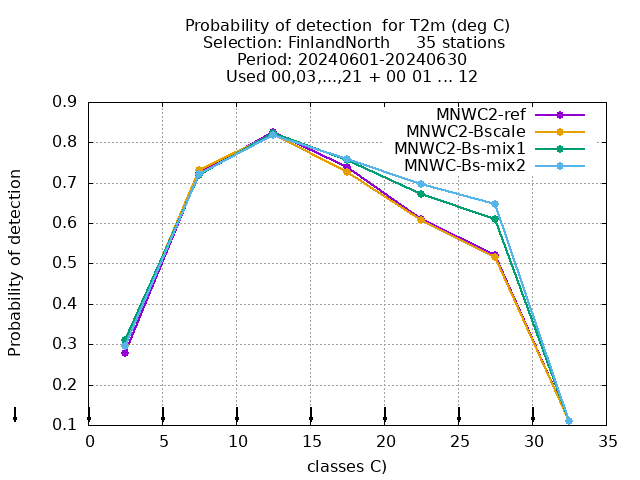 Probability of detection  for T2m (deg C)
Selection: FinlandNorth     35 stations
Period: 20240601-20240630
Used 00,03,...,21 + 00 01 ... 12
MNWC2-ref
MNWC2-Bscale
MNWC2-Bs-mix1
MNWC-Bs-mix2
Probability of detection
0.9
0.8
0.7
0.6
0.5
0.4
0.3
0.2
0.1
0 5 10 15 20 25 30 35
classes C)